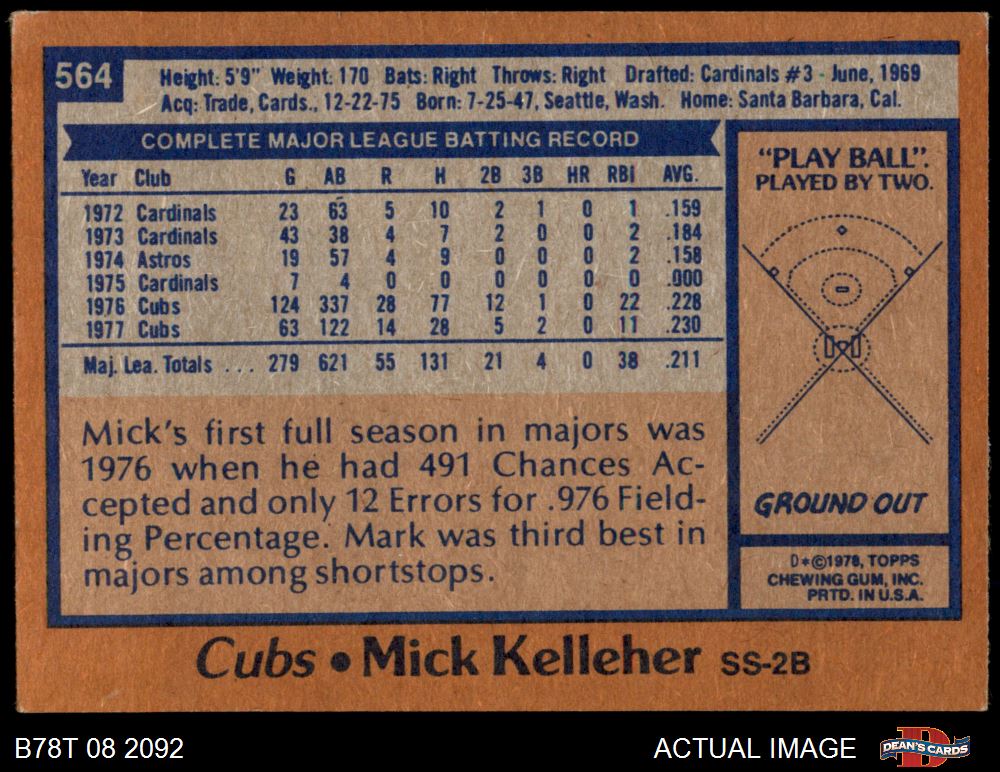 564
Height: 5'9" Weight: 170 Bats: Right Throws: Right Drafted: Cardinals #3 - June, 1969
Acq: Trade, Cards., 12-22-75 Born: 7-25-47, Seattle, Wash. Home: Santa Barbara, Cal.
COMPLETE MAJOR LEAGUE BATTING RECORD
Year Club G AB R H 2B 3B HR RBI AVG.
1972 Cardinals 23 63 5 10 2 1 0 1 .159
1973 Cardinals 43 38 4 7 2 0 0 2 .184
1974 Astros 19 57 4 9 0 0 0 2 .158
1975 Cardinals 7 4 0 0 0 0 0 0 .000
1976 Cubs 124 337 28 77 12 1 0 22 .228
1977 Cubs 63 122 14 28 5 2 0 11 .230
Maj. Lea. Totals ... 279 621 55 131 21 4 0 38 .211
Mick's first full season in majors was
1976 when he had 491 Chances Ac-
cepted and only 12 Errors for .976 Field-
ing Percentage. Mark was third best in
majors among shortstops.
"PLAY BALL".
PLAYED BY TWO.
GROUND OUT
D*©1978, TOPPS
CHEWING GUM, INC.
PRTD. IN U.S.A.
Cubs • Mick Kelleher SS-2B
B78T 08 2092
ACTUAL IMAGE
D
DEAN'S CARDS